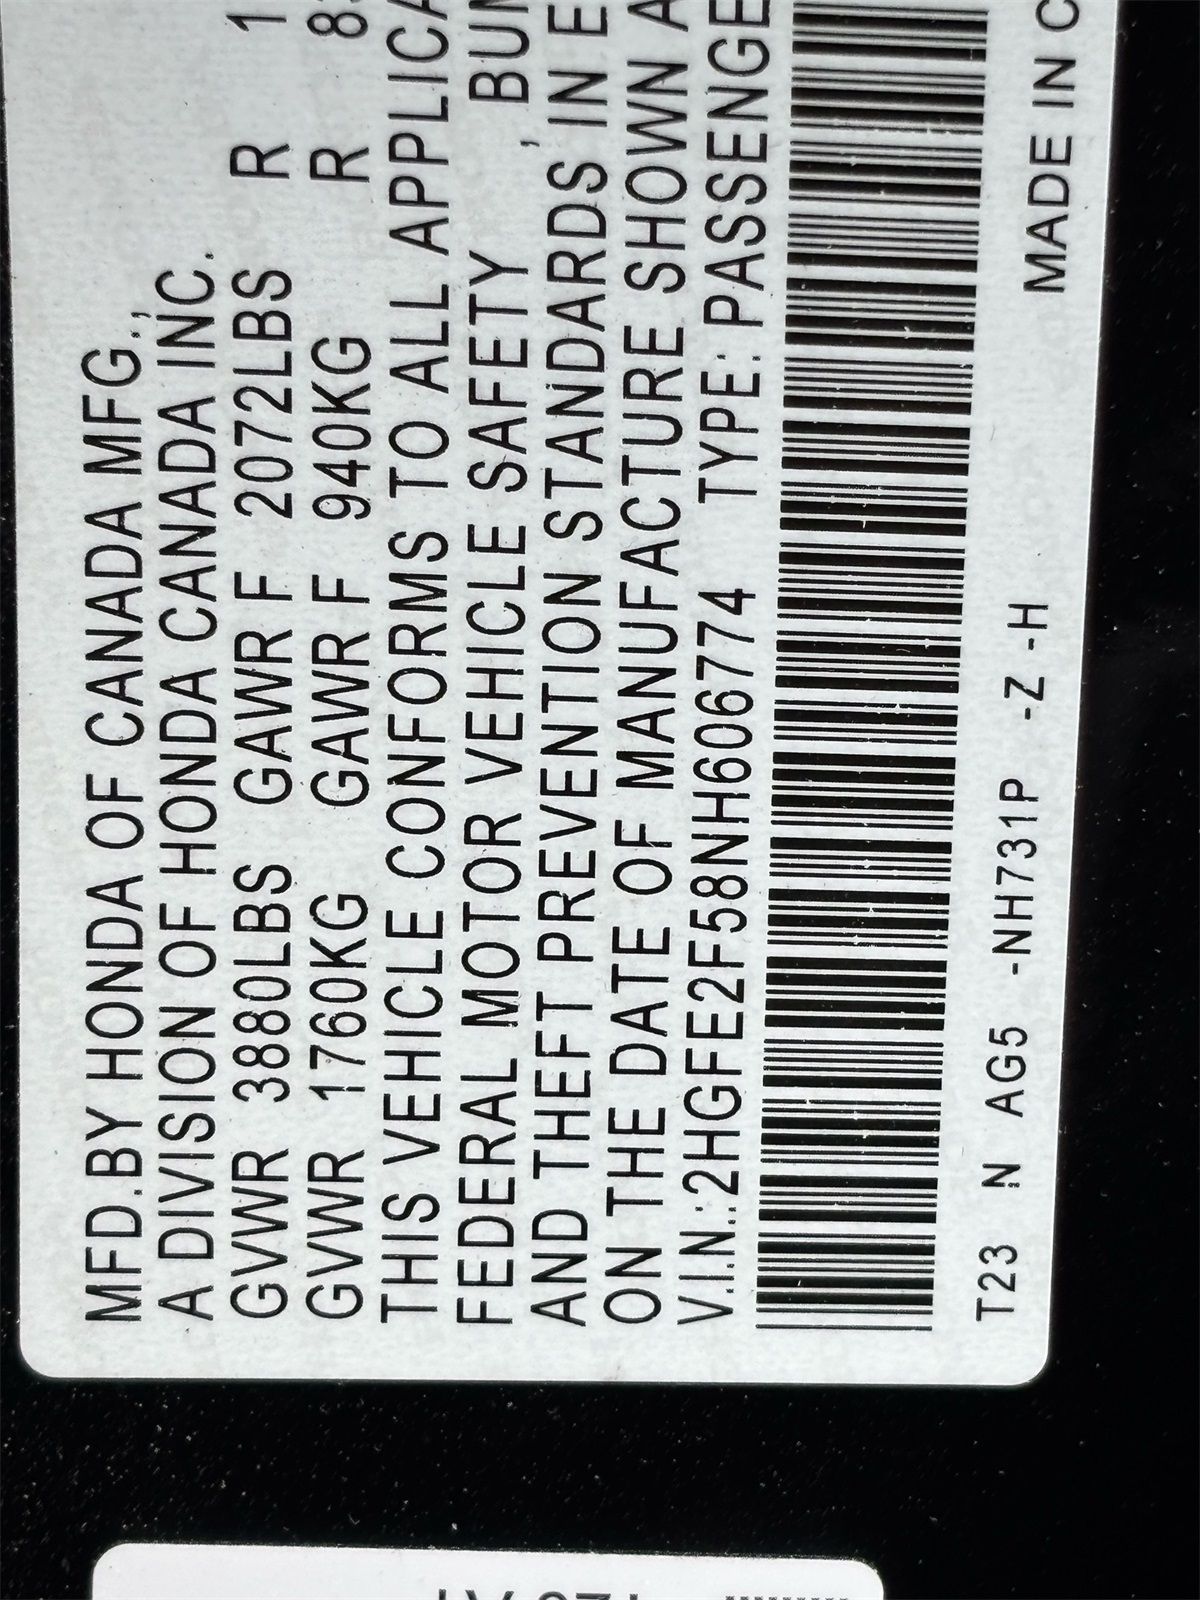 MFD.BY HONDA OF CANADA MFG.,
A DIVISION OF HONDA CANADA INC.
GVWR 3880LBS GAWR F 2072LBS R 1
GVWR 1760KG GAWR F 940KG R 8
THIS VEHICLE CONFORMS TO ALL APPLICA
FEDERAL MOTOR VEHICLE SAFETY , BUM
AND THEFT PREVENTION STANDARDS IN E
ON THE DATE OF MANUFACTURE SHOWN A
V.I.N.:2HGFE2F58NH606774 TYPE: PASSENGE
T23 N AG5 -NH731P -Z -H MADE IN C